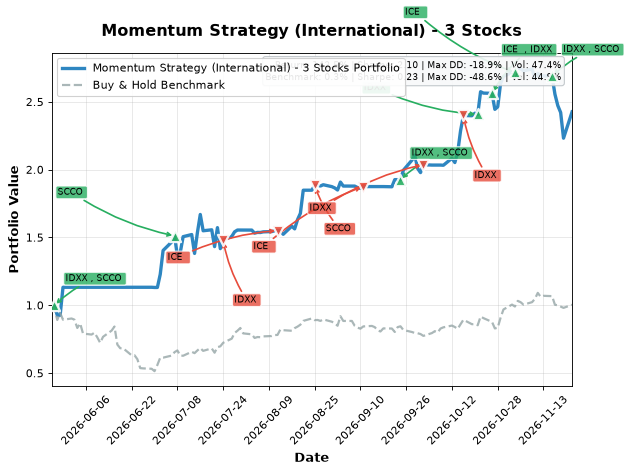 ICE
Momentum Strategy (International) - 3 Stocks
ICE , IDXX
IDXX , SCCO
Momentum Strategy (International) - 3 Stocks Portfolio
Buy & Hold Benchmark
10 | Max DD: -18.9% | Vol: 47.4%
23 | Max DD: -48.6% | Vol: 44.9%
IDXX , SCCO
IDXX
SCCO
IDXX
SCCO
ICE
ICE
IDXX , SCCO
IDXX
Portfolio Value
2.5
2.0
1.5
1.0
0.5
2026-06-06
2026-06-22
2026-07-08
2026-07-24
2026-08-09
2026-08-25
2026-09-10
2026-09-26
2026-10-12
2026-10-28
2026-11-13
Date